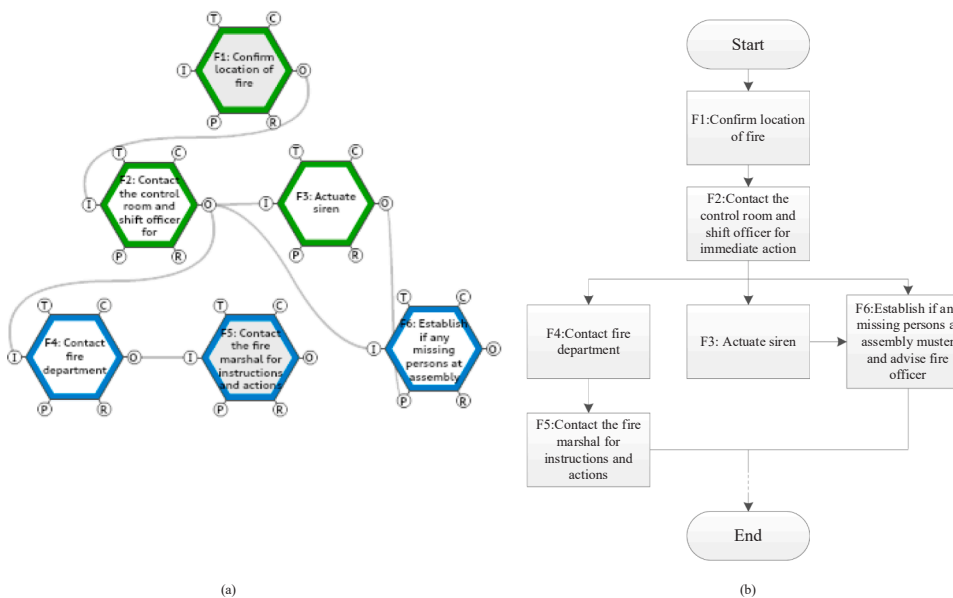 T
C
I
F1: Confirm
location of
fire
O
P
R
T
C
I
F2: Contact
the control
room and
shift officer
for
O
P
R
T
C
I
F3: Actuate
siren
O
P
R
T
C
I
F4: Contact
fire
department
O
P
R
T
C
I
F5: Contact
the fire
marshal for
instructions
and actions
O
P
R
T
C
I
F6: Establish
if any
missing
persons at
assembly
O
P
R
(a)
Start
F1:Confirm location
of fire
F2:Contact the
control room and
shift officer for
immediate action
F4:Contact fire
department
F3: Actuate siren
F6:Establish if any
missing persons a
assembly muster
and advise fire
officer
F5:Contact the fire
marshal for
instructions and
actions
End
(b)